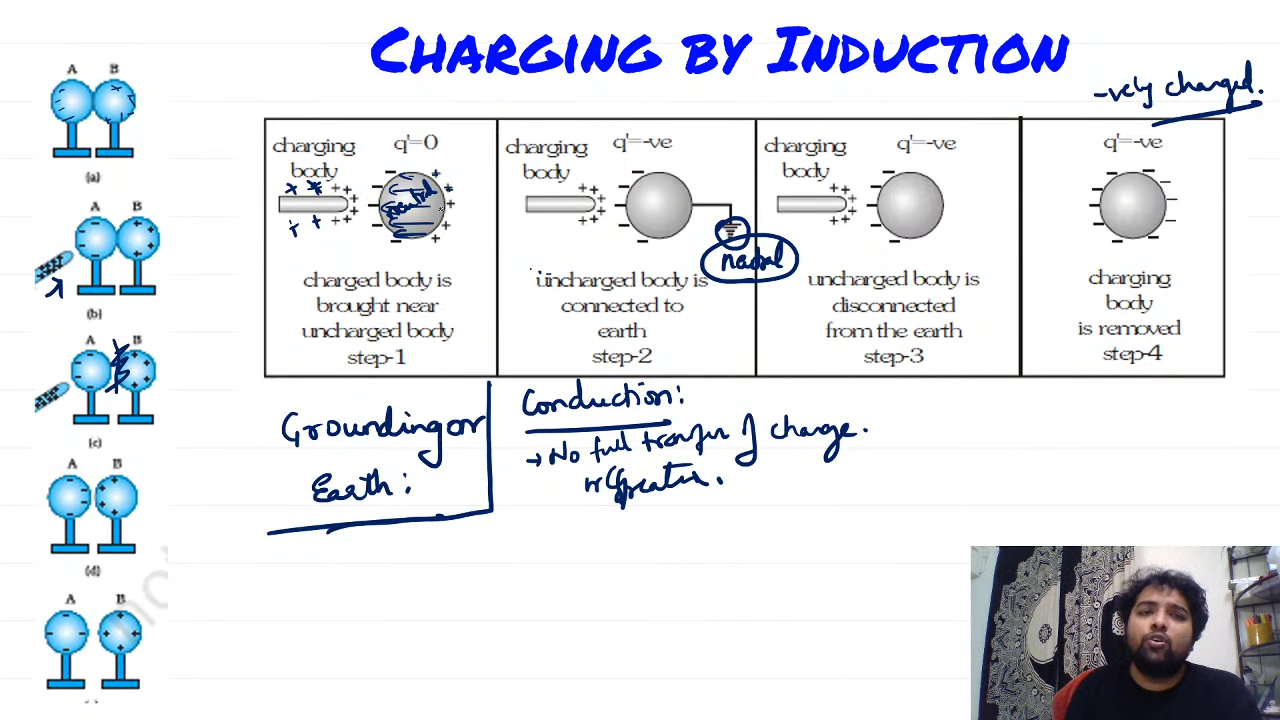 CHARGING BY INDUCTION
-vely charged.
A B
(a)
A B
(b)
A B
(c)
A B
(d)
A B
charging
body
q'=0
neutral
charged body is
brought near
uncharged body
step-1
charging
body
q'=-ve
neutral
uncharged body is
connected to
earth
step-2
charging
body
q'=-ve
uncharged body is
disconnected
from the earth
step-3
q'=-ve
charging
body
is removed
step-4
Grounding or
Earth:
Conduction:
→ No full transfer of charge.